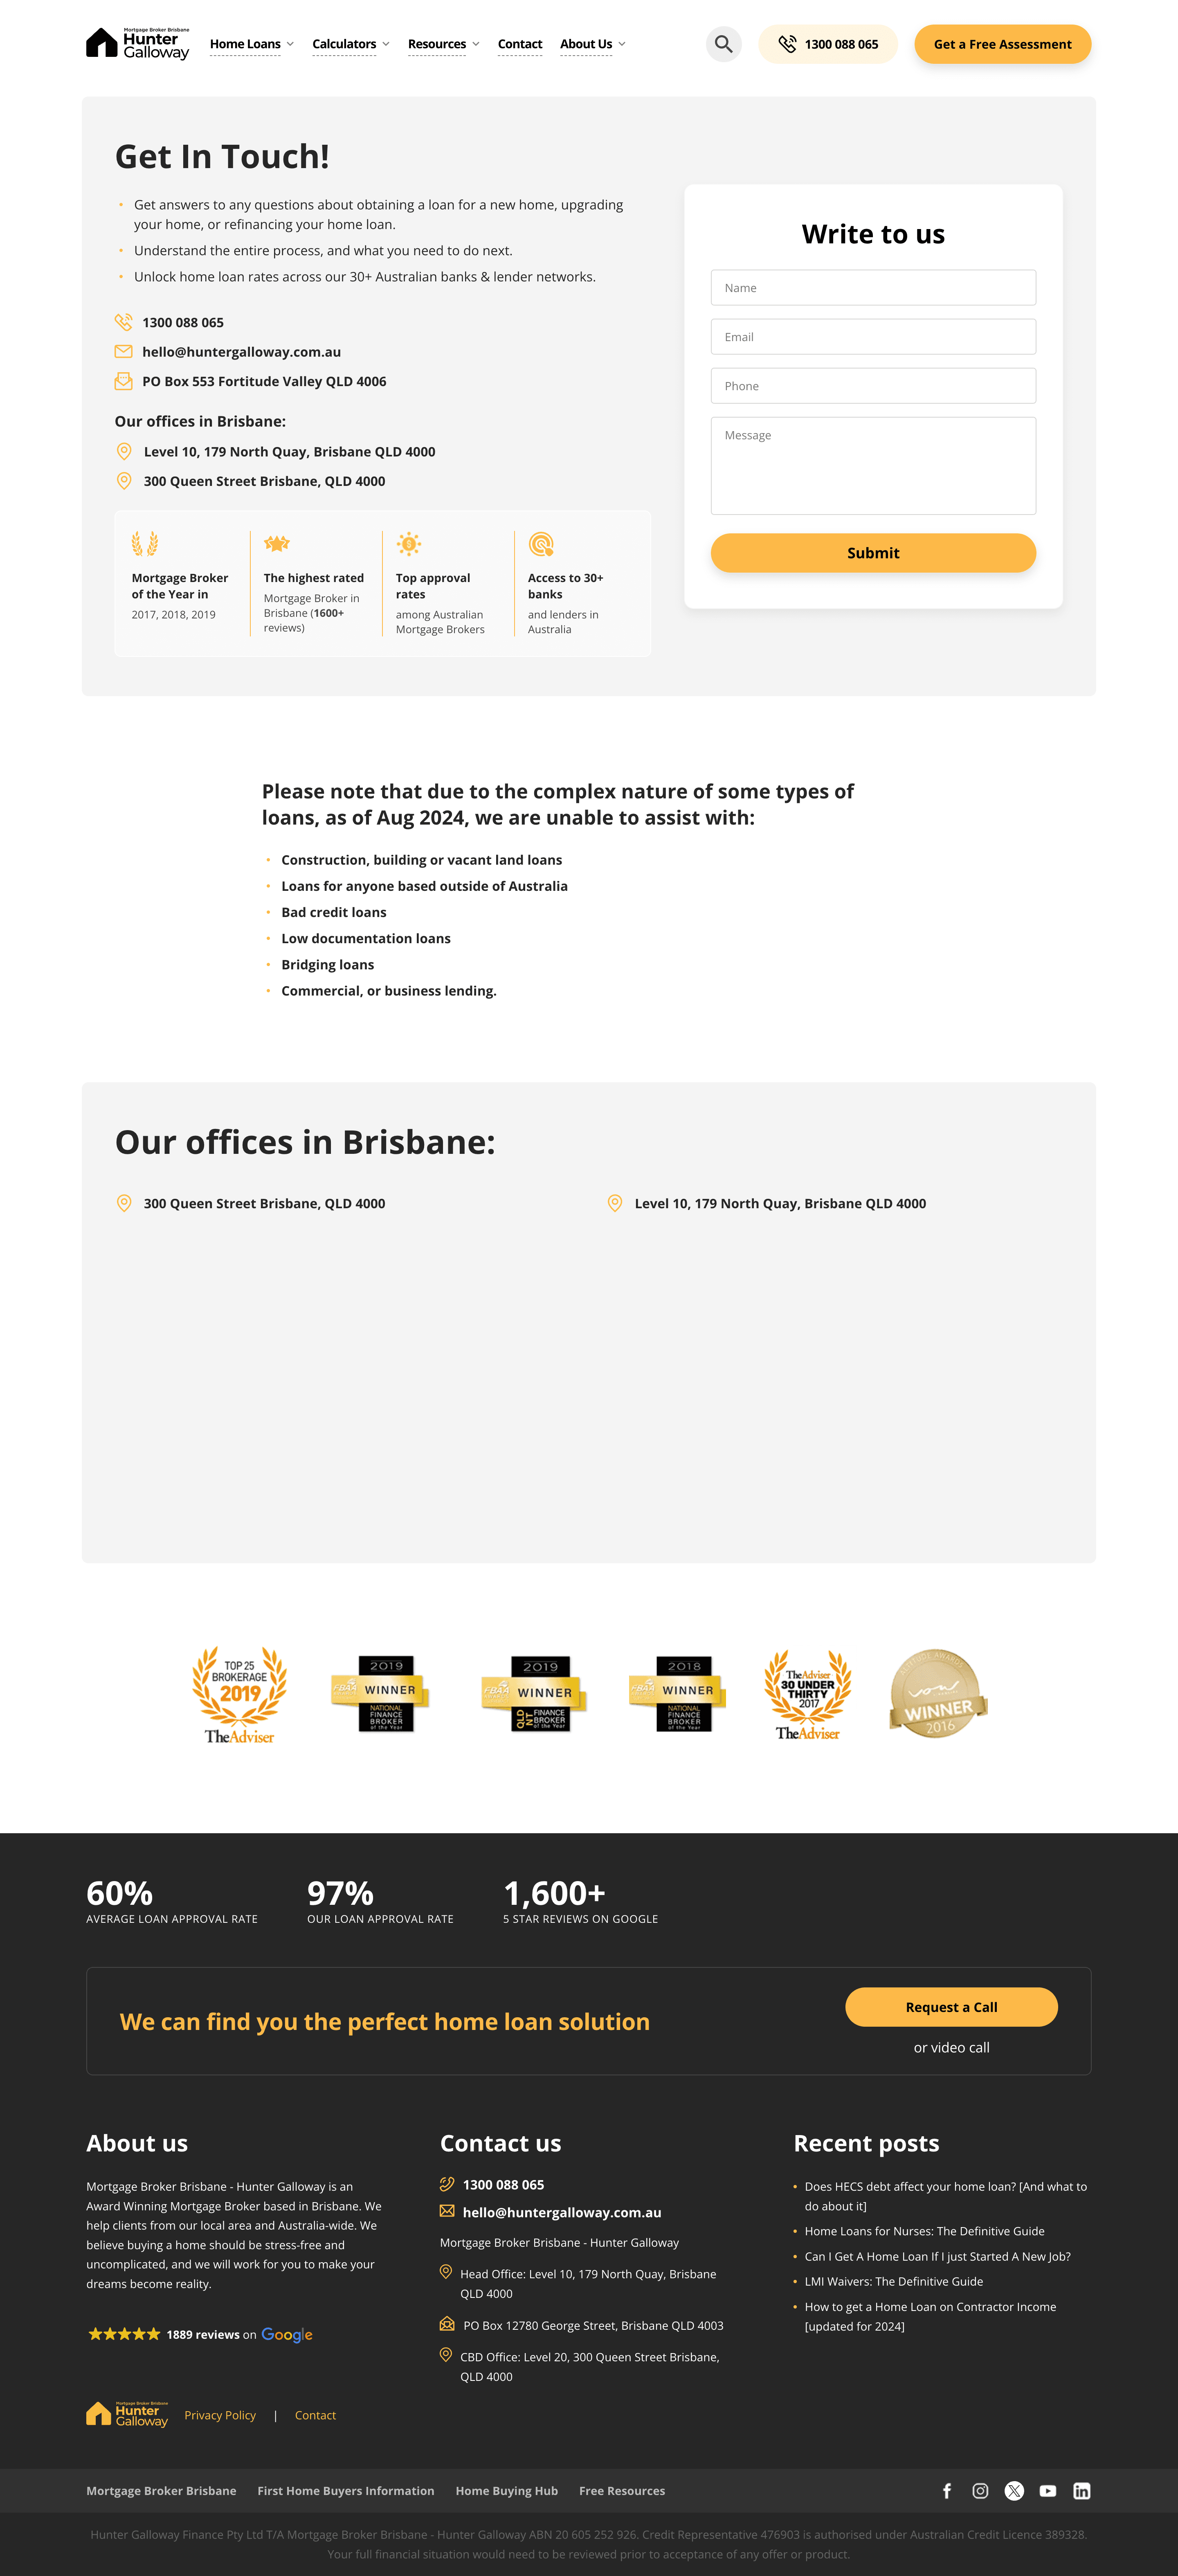 Mortgage Broker Brisbane
Hunter
Galloway
Home Loans
Calculators
Resources
Contact
About Us
1300 088 065
Get a Free Assessment
Get In Touch!
Get answers to any questions about obtaining a loan for a new home, upgrading
your home, or refinancing your home loan.
Understand the entire process, and what you need to do next.
Unlock home loan rates across our 30+ Australian banks & lender networks.
1300 088 065
hello@huntergalloway.com.au
PO Box 553 Fortitude Valley QLD 4006
Our offices in Brisbane:
Level 10, 179 North Quay, Brisbane QLD 4000
300 Queen Street Brisbane, QLD 4000
Mortgage Broker
of the Year in
2017, 2018, 2019
The highest rated
Mortgage Broker in
Brisbane (1600+
reviews)
Top approval
rates
among Australian
Mortgage Brokers
Access to 30+
banks
and lenders in
Australia
Write to us
Name
Email
Phone
Message
Submit
Please note that due to the complex nature of some types of
loans, as of Aug 2024, we are unable to assist with:
Construction, building or vacant land loans
Loans for anyone based outside of Australia
Bad credit loans
Low documentation loans
Bridging loans
Commercial, or business lending.
Our offices in Brisbane:
300 Queen Street Brisbane, QLD 4000
Level 10, 179 North Quay, Brisbane QLD 4000
TOP 25
BROKERAGE
2019
TheAdviser
2019
FBAA
WINNER
NATIONAL
FINANCE
BROKER
of the Year
2019
FBAA
WINNER
QLD NT
FINANCE
BROKER
of the Year
2018
FBAA
WINNER
NATIONAL
FINANCE
BROKER
of the Year
TheAdviser
30 UNDER
THIRTY
2017
TheAdviser
WINNER
2016
60%
AVERAGE LOAN APPROVAL RATE
97%
OUR LOAN APPROVAL RATE
1,600+
5 STAR REVIEWS ON GOOGLE
We can find you the perfect home loan solution
Request a Call
or video call
About us
Mortgage Broker Brisbane - Hunter Galloway is an
Award Winning Mortgage Broker based in Brisbane. We
help clients from our local area and Australia-wide. We
believe buying a home should be stress-free and
uncomplicated, and we will work for you to make your
dreams become reality.
1889 reviews on Google
Contact us
1300 088 065
hello@huntergalloway.com.au
Mortgage Broker Brisbane - Hunter Galloway
Head Office: Level 10, 179 North Quay, Brisbane
QLD 4000
PO Box 12780 George Street, Brisbane QLD 4003
CBD Office: Level 20, 300 Queen Street Brisbane,
QLD 4000
Recent posts
Does HECS debt affect your home loan? [And what to
do about it]
Home Loans for Nurses: The Definitive Guide
Can I Get A Home Loan If I just Started A New Job?
LMI Waivers: The Definitive Guide
How to get a Home Loan on Contractor Income
[updated for 2024]
Mortgage Broker Brisbane
Hunter
Galloway
Privacy Policy
|
Contact
Mortgage Broker Brisbane
First Home Buyers Information
Home Buying Hub
Free Resources
Hunter Galloway Finance Pty Ltd T/A Mortgage Broker Brisbane - Hunter Galloway ABN 20 605 252 926. Credit Representative 476903 is authorised under Australian Credit Licence 389328.
Your full financial situation would need to be reviewed prior to acceptance of any offer or product.